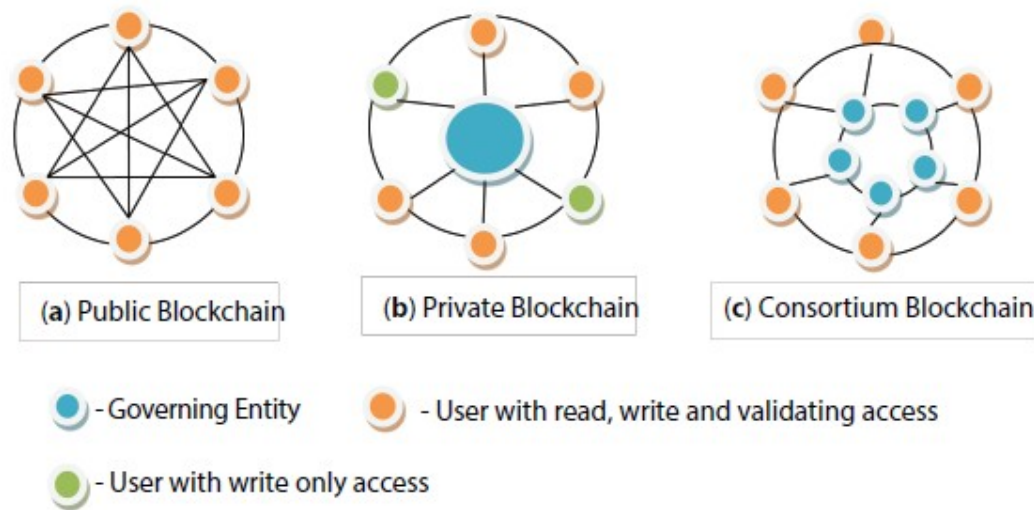 (a) Public Blockchain
(b) Private Blockchain
(c) Consortium Blockchain
- Governing Entity
- User with read, write and validating access
- User with write only access